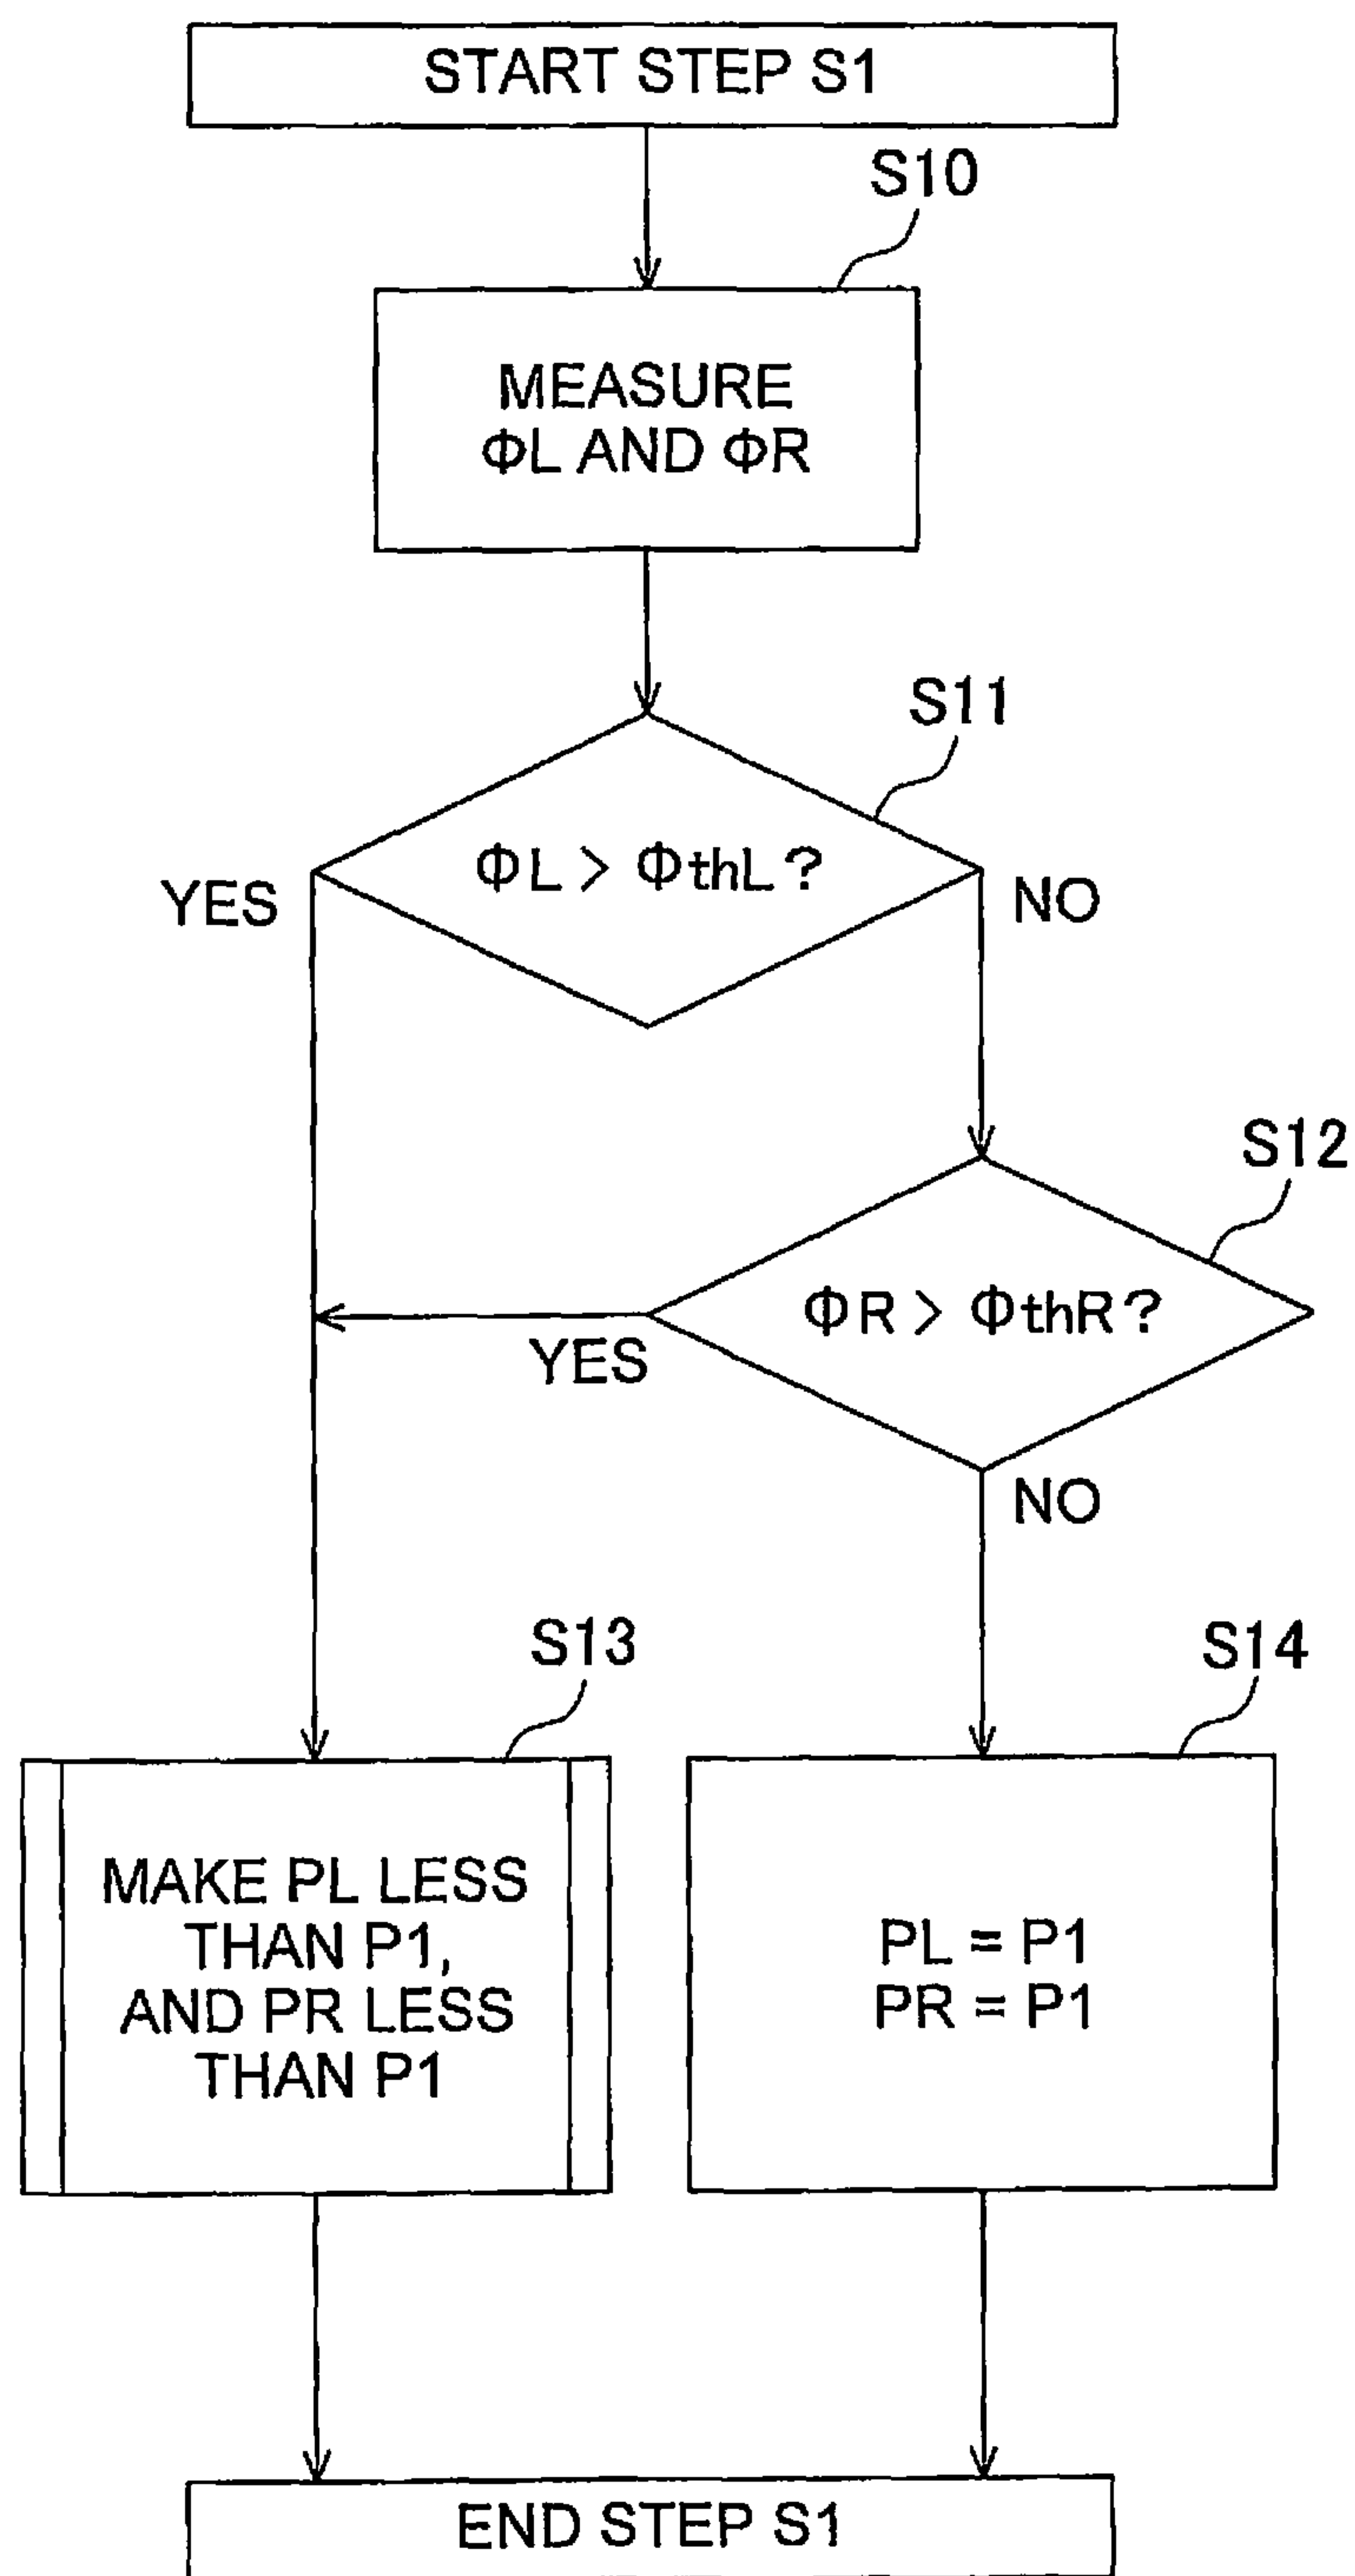 START STEP S1
S10
MEASURE
ΦL AND ΦR
S11
ΦL > ΦthL?
YES
NO
S12
ΦR > ΦthR?
YES
NO
S13
S14
MAKE PL LESS
THAN P1,
AND PR LESS
THAN P1
PL = P1
PR = P1
END STEP S1